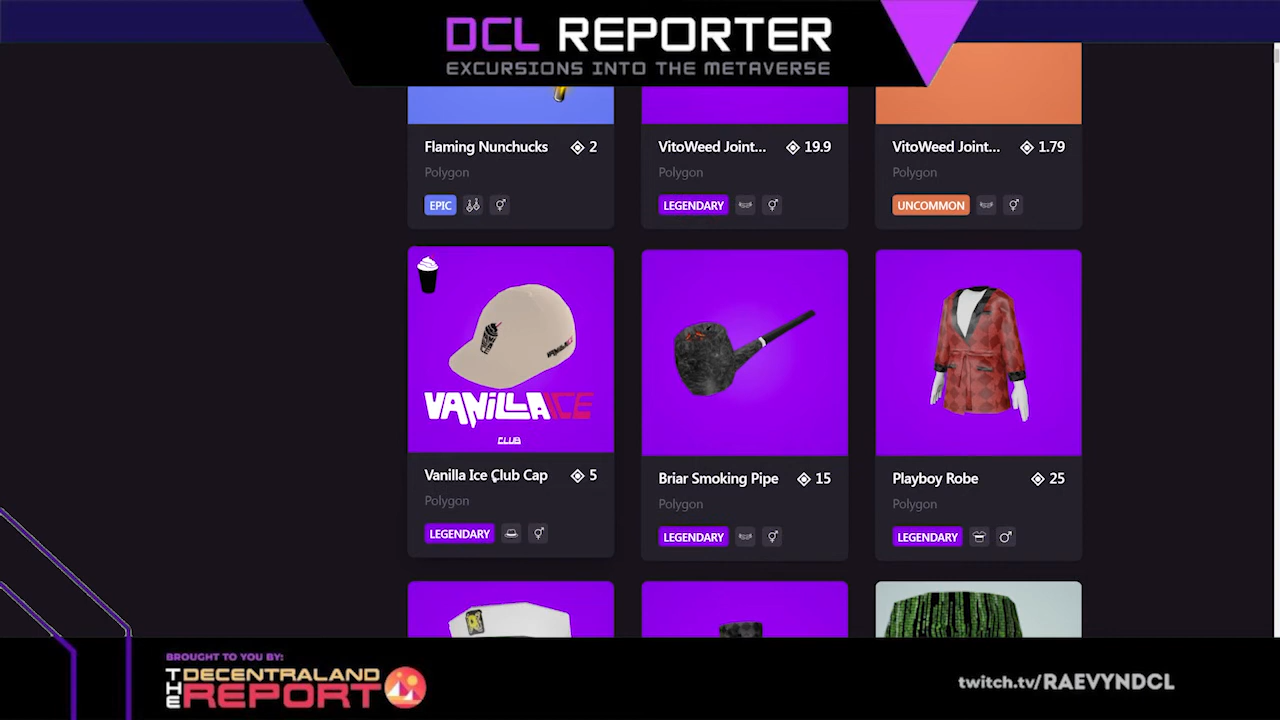 DCL REPORTER
EXCURSIONS INTO THE METAVERSE
Flaming Nunchucks 2
Polygon
EPIC
VitoWeed Joint... 19.9
Polygon
LEGENDARY
VitoWeed Joint... 1.79
Polygon
UNCOMMON
VANILLAICE
VANILLA ICE
CLUB
Vanilla Ice Club Cap 5
Polygon
LEGENDARY
Briar Smoking Pipe 15
Polygon
LEGENDARY
Playboy Robe 25
Polygon
LEGENDARY
BROUGHT TO YOU BY:
THE DECENTRALAND
REPORT
twitch.tv/RAEVYNDCL